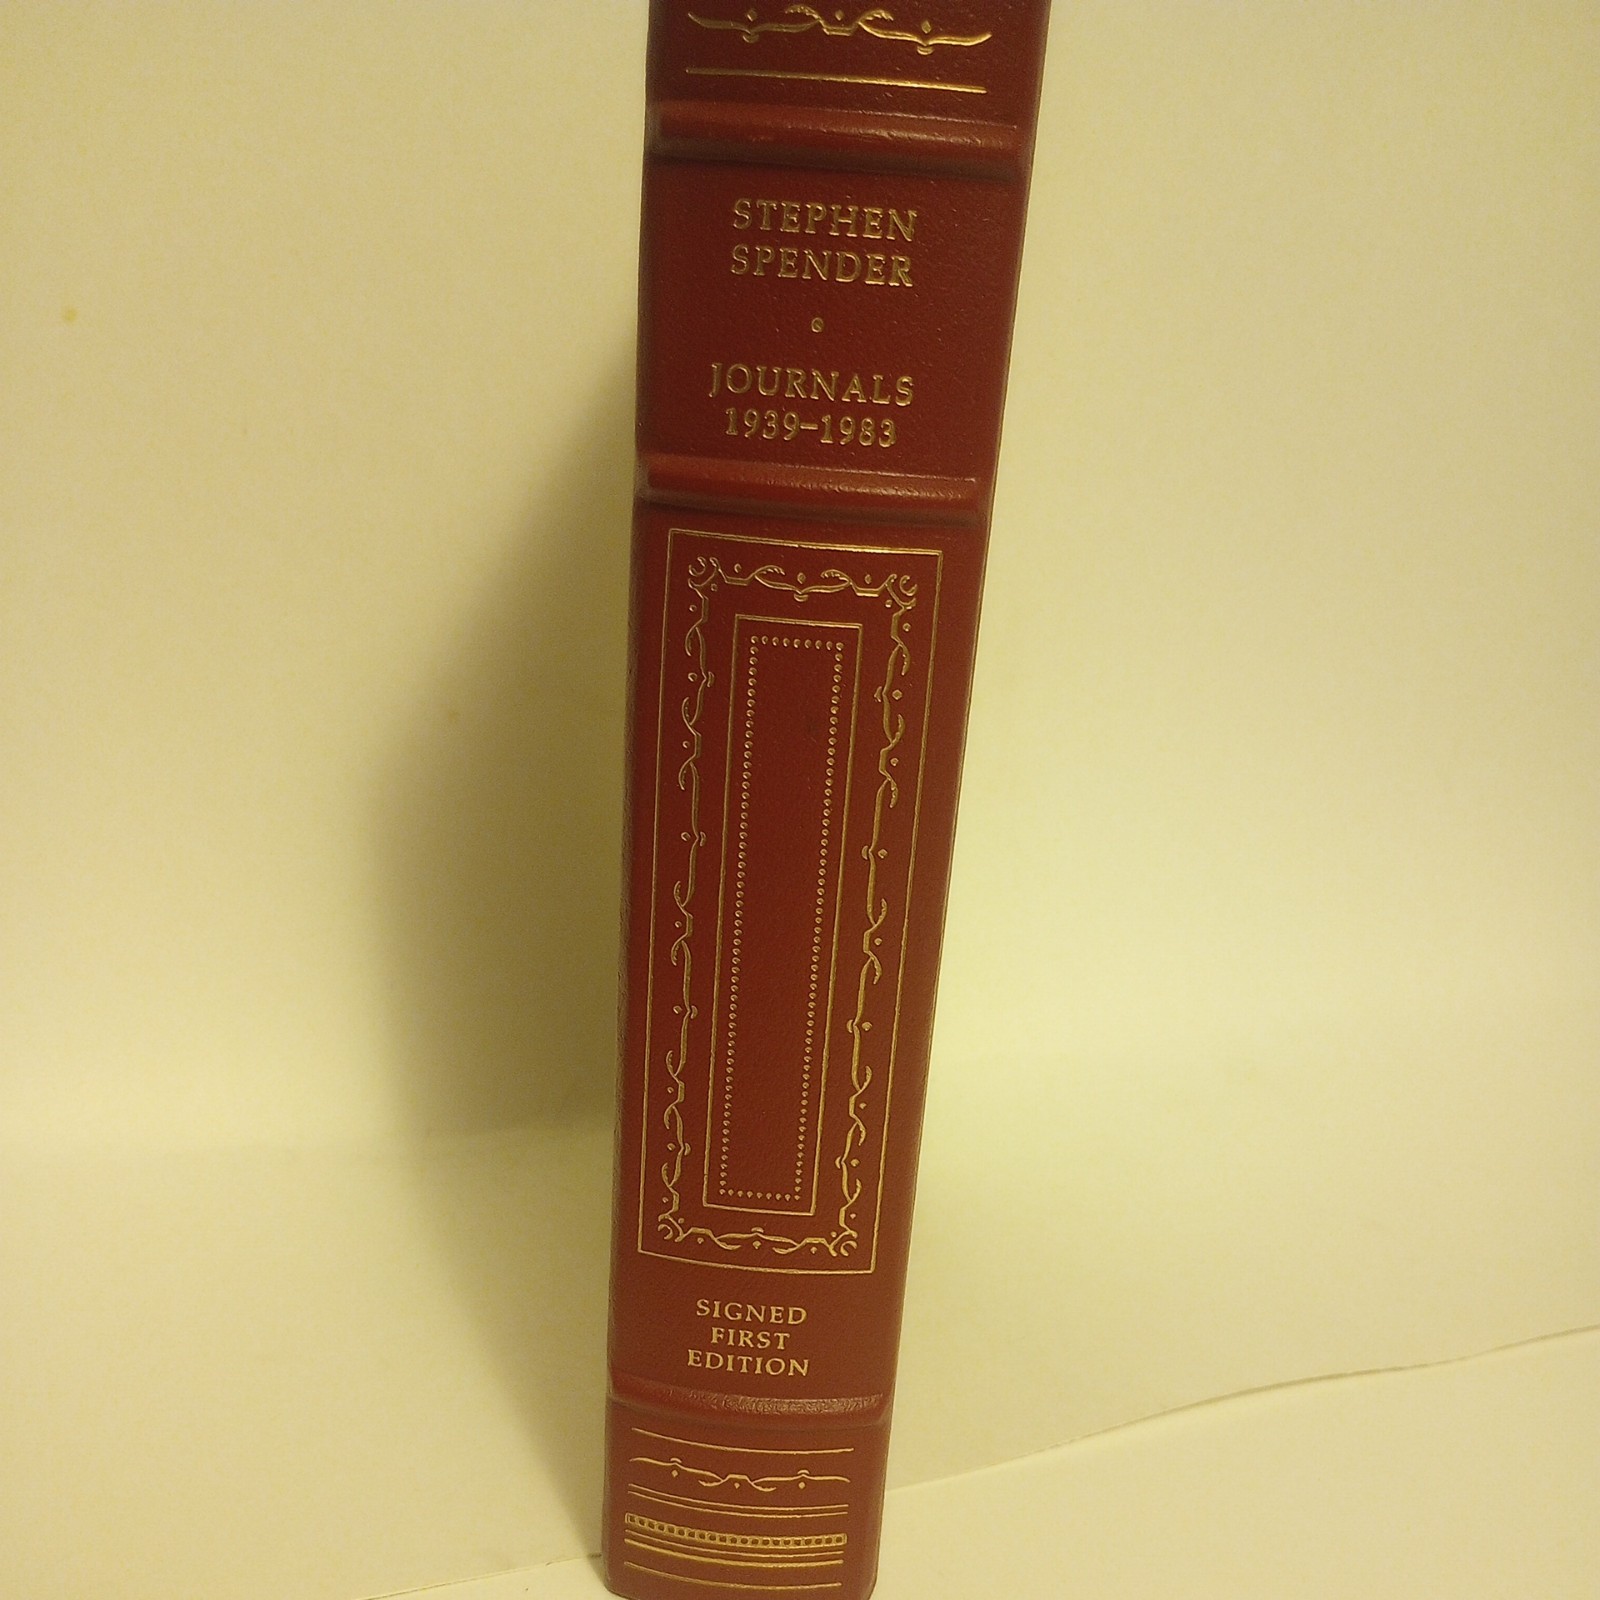 STEPHEN
SPENDER
JOURNALS
1939–1983
SIGNED
FIRST
EDITION